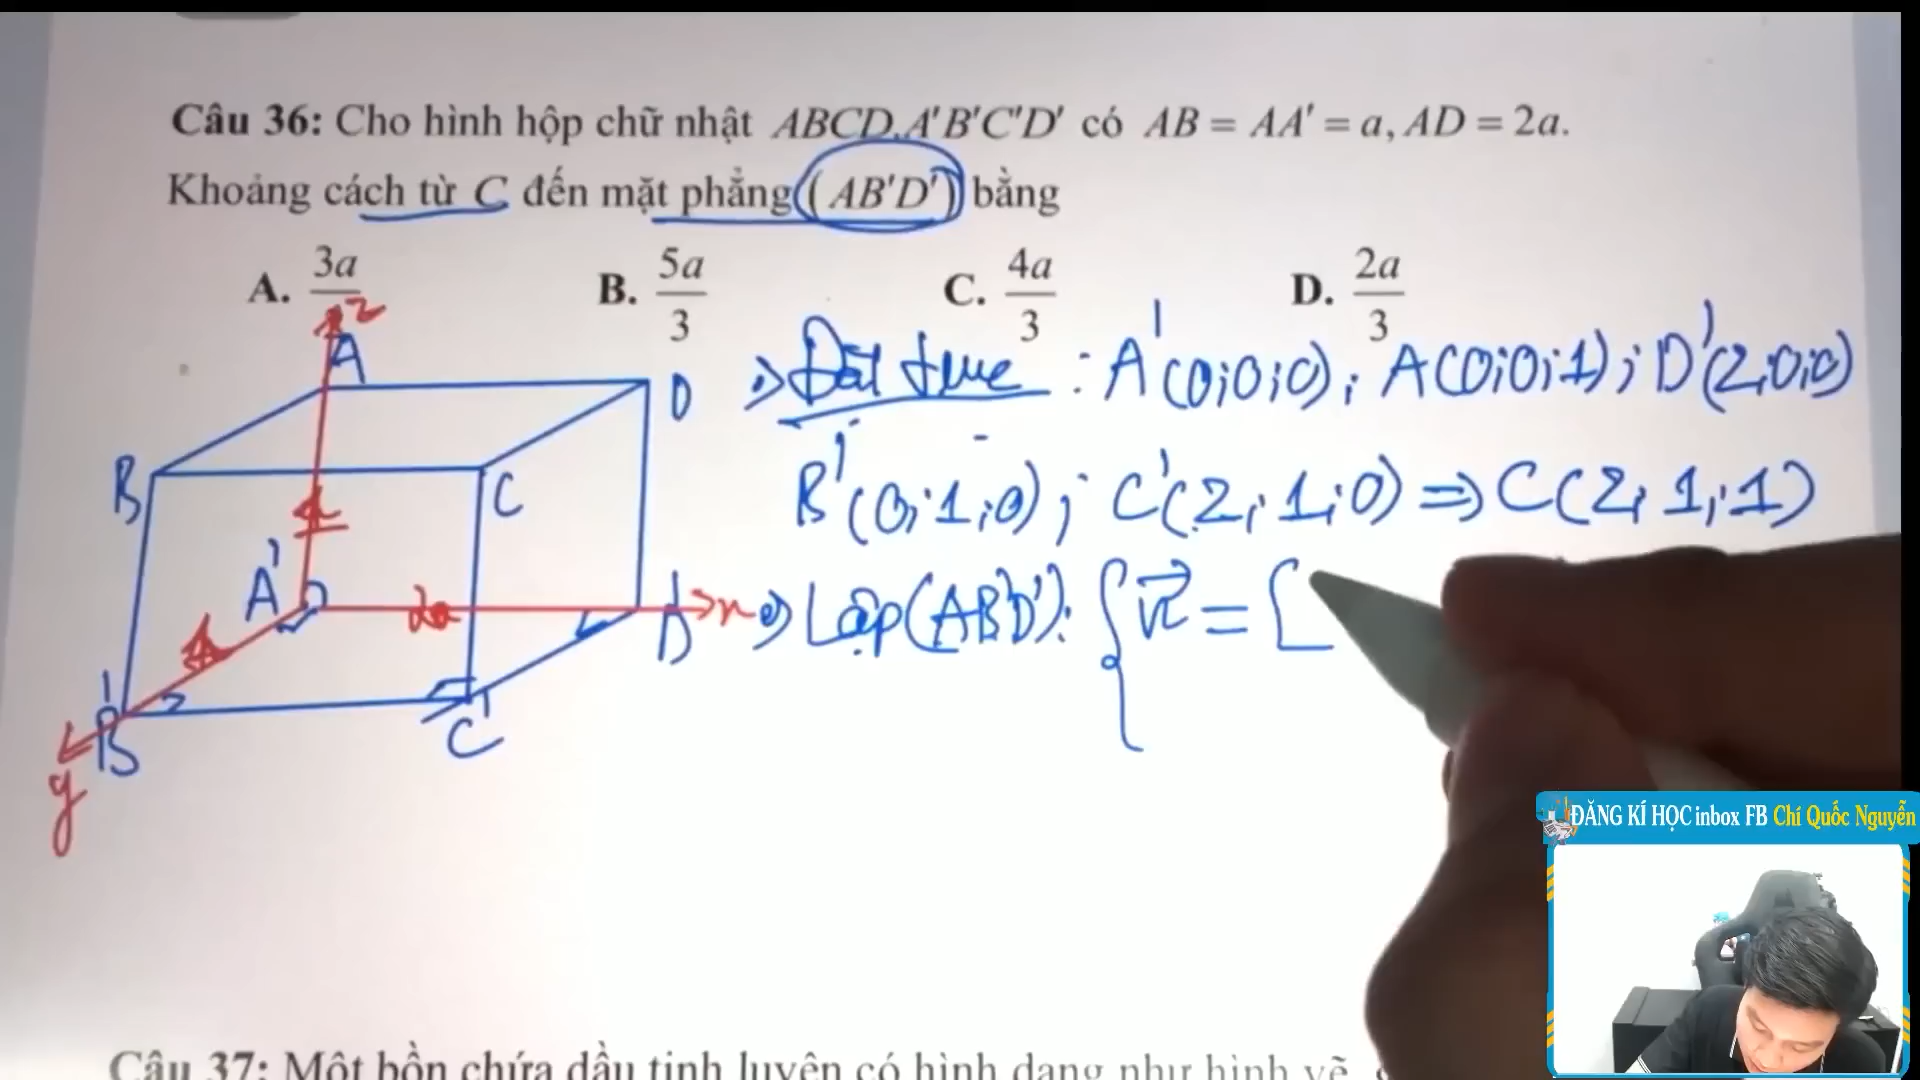 Câu 36: Cho hình hộp chữ nhật ABCD.A'B'C'D' có AB = AA' = a, AD = 2a.
Khoảng cách từ C đến mặt phẳng (AB'D') bằng
A. 3a/2 B. 5a/3 C. 4a/3 D. 2a/3
Đặt trục : A'(0;0;0); A(0;0;1); D'(2;0;0)
B'(0;1;0); C'(2;1;0) => C(2;1;1)
Lập (AB'D'): { n⃗ = [
z
A
D
B
C
A'
2a
D'
x
B'
C'
y
ĐĂNG KÍ HỌC inbox FB Chí Quốc Nguyễn
Câu 37: Một bồn chứa dầu tinh luyện có hình dạng như hình vẽ